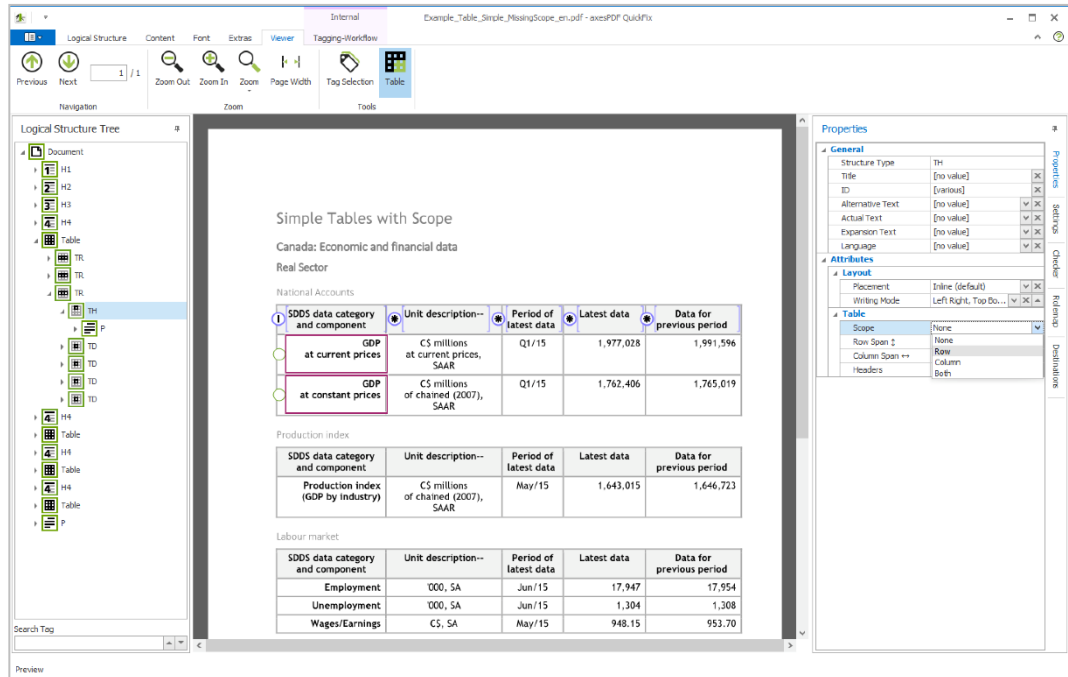 Internal
Example_Table_Simple_MissingScope_en.pdf - axesPDF QuickFix
Logical Structure
Content
Font
Extras
Viewer
Tagging-Workflow
Previous
Next
1 / 1
Zoom Out
Zoom In
Zoom
Page Width
Tag Selection
Table
Navigation
Zoom
Tools
Logical Structure Tree
Document
H1
H2
H3
H4
Table
TR
TR
TR
TH
P
TD
TD
TD
TD
H4
Table
H4
Table
H4
Table
P
Search Tag
Preview
Simple Tables with Scope
Canada: Economic and financial data
Real Sector
National Accounts
SDDS data category and component
Unit description--
Period of latest data
Latest data
Data for previous period
GDP at current prices
C$ millions at current prices, SAAR
Q1/15
1,977,028
1,991,596
GDP at constant prices
C$ millions of chained (2007), SAAR
Q1/15
1,762,406
1,765,019
Production index
SDDS data category and component
Unit description--
Period of latest data
Latest data
Data for previous period
Production index (GDP by industry)
C$ millions of chained (2007), SAAR
May/15
1,643,015
1,646,723
Labour market
SDDS data category and component
Unit description--
Period of latest data
Latest data
Data for previous period
Employment
'000, SA
Jun/15
17,947
17,954
Unemployment
'000, SA
Jun/15
1,304
1,308
Wages/Earnings
C$, SA
May/15
948.15
953.70
Properties
General
Structure Type
TH
Title
[no value]
ID
[various]
Alternative Text
[no value]
Actual Text
[no value]
Expansion Text
[no value]
Language
[no value]
Attributes
Layout
Placement
Inline (default)
Writing Mode
Left Right, Top Bo...
Table
Scope
None
Row Span
Column Span
Headers
None
Row
Column
Both
Properties
Settings
Checker
Rolemap
Destinations